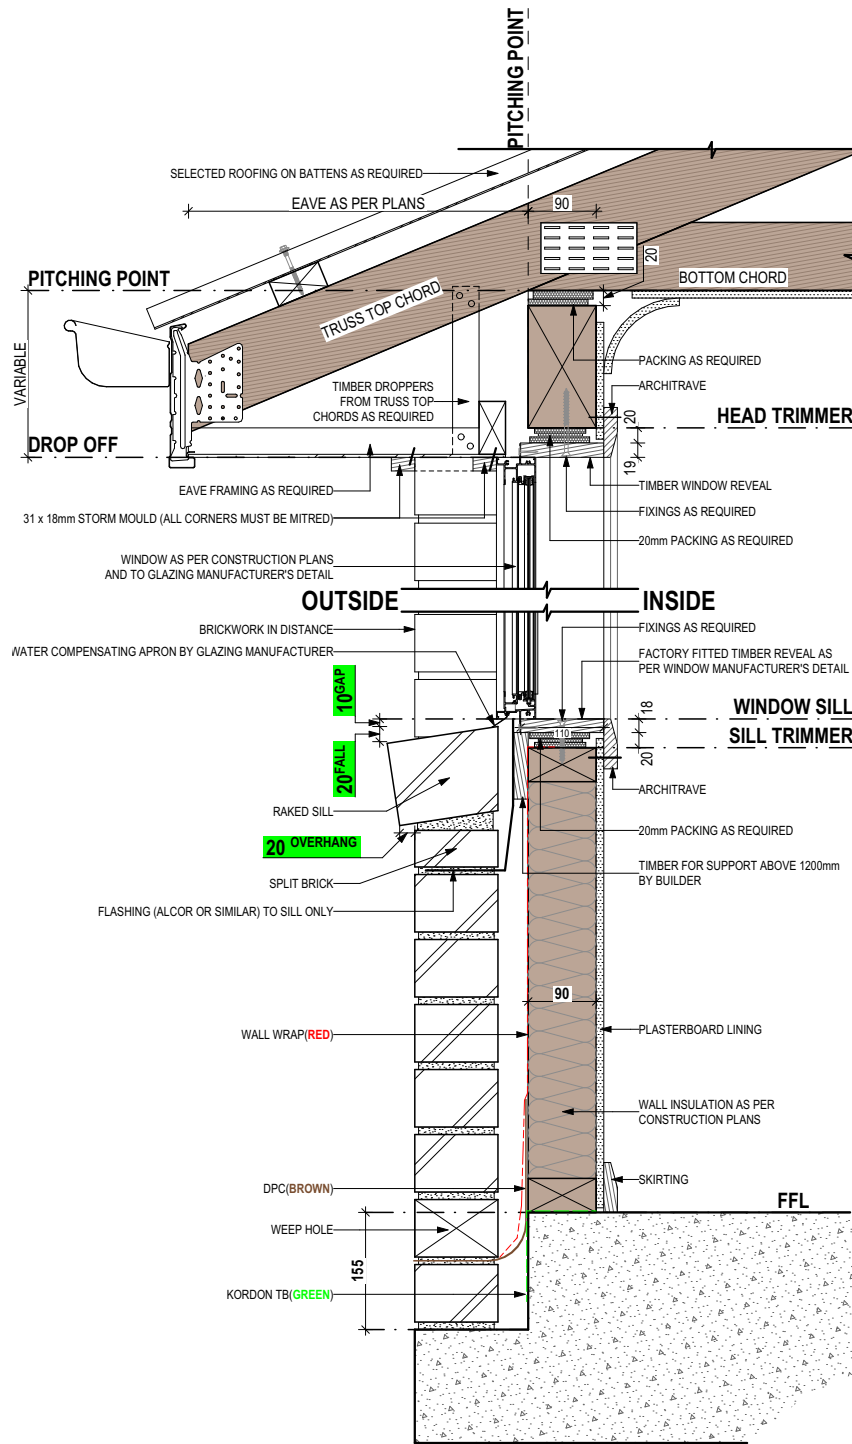 PITCHING POINT
SELECTED ROOFING ON BATTENS AS REQUIRED
EAVE AS PER PLANS
90
20
PITCHING POINT
BOTTOM CHORD
TRUSS TOP CHORD
VARIABLE
PACKING AS REQUIRED
TIMBER DROPPERS
FROM TRUSS TOP
CHORDS AS REQUIRED
ARCHITRAVE
20
HEAD TRIMMER
DROP OFF
19
EAVE FRAMING AS REQUIRED
TIMBER WINDOW REVEAL
31 x 18mm STORM MOULD (ALL CORNERS MUST BE MITRED)
FIXINGS AS REQUIRED
20mm PACKING AS REQUIRED
WINDOW AS PER CONSTRUCTION PLANS
AND TO GLAZING MANUFACTURER'S DETAIL
OUTSIDE
INSIDE
BRICKWORK IN DISTANCE
FIXINGS AS REQUIRED
WATER COMPENSATING APRON BY GLAZING MANUFACTURER
FACTORY FITTED TIMBER REVEAL AS
PER WINDOW MANUFACTURER'S DETAIL
10 GAP
18
WINDOW SILL
110
SILL TRIMMER
20 FALL
20
RAKED SILL
ARCHITRAVE
20 OVERHANG
20mm PACKING AS REQUIRED
SPLIT BRICK
TIMBER FOR SUPPORT ABOVE 1200mm
BY BUILDER
FLASHING (ALCOR OR SIMILAR) TO SILL ONLY
90
WALL WRAP(RED)
PLASTERBOARD LINING
WALL INSULATION AS PER
CONSTRUCTION PLANS
DPC(BROWN)
SKIRTING
FFL
WEEP HOLE
155
KORDON TB(GREEN)